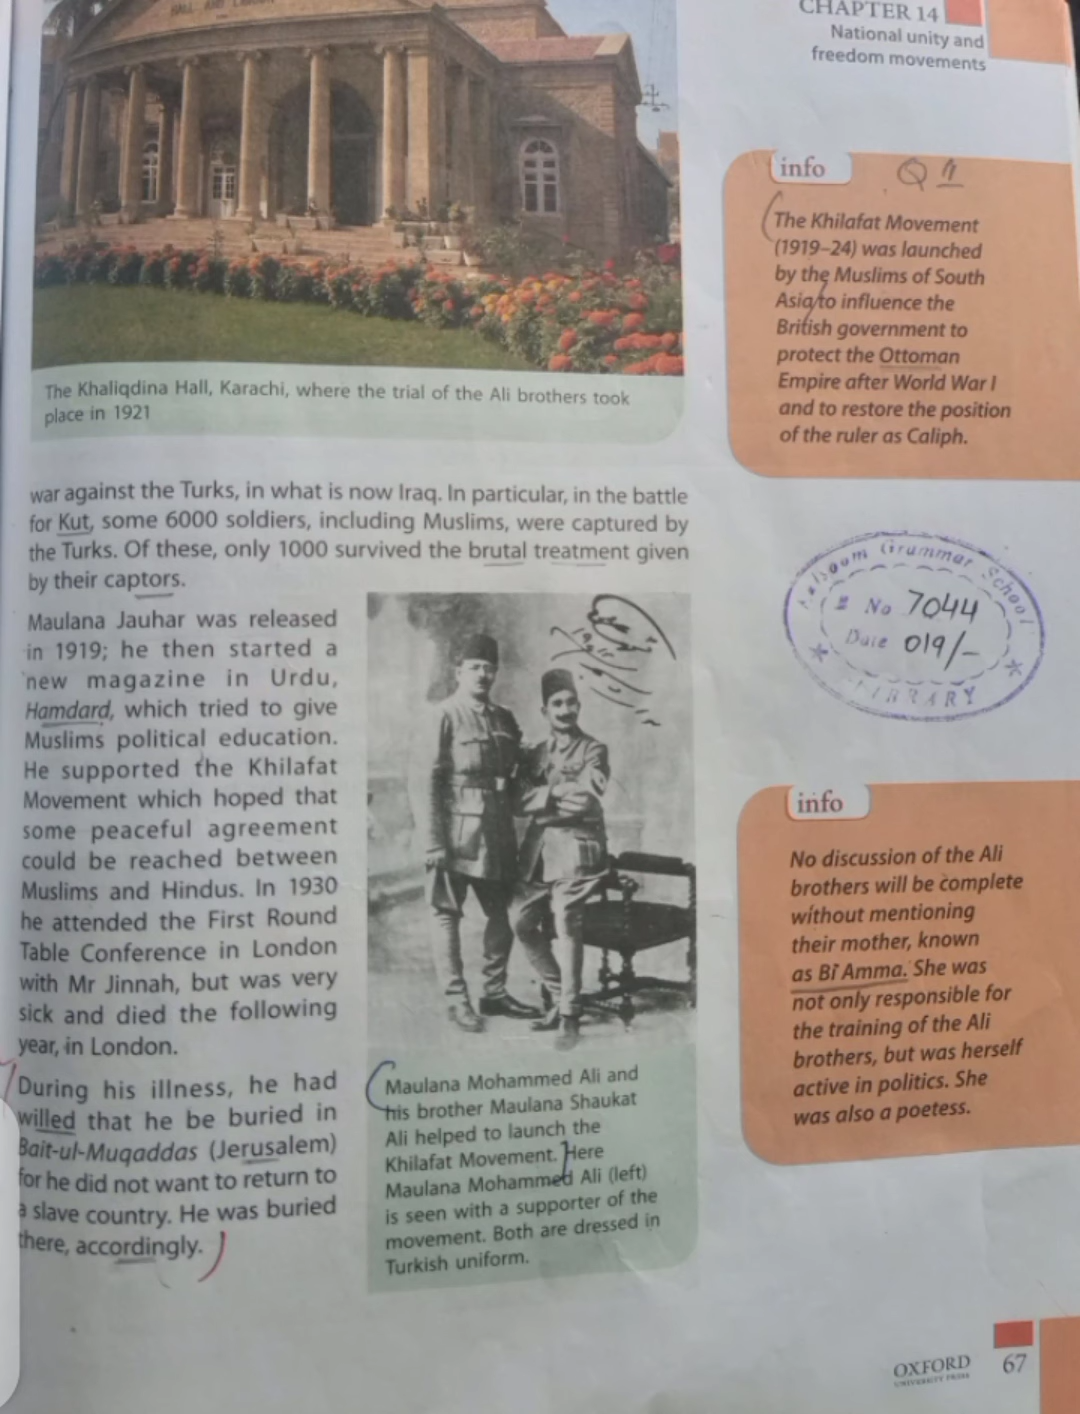 HALL AND
CHAPTER 14
National unity and
freedom movements
The Khaliqdina Hall, Karachi, where the trial of the Ali brothers took
place in 1921
info
Q 11
The Khilafat Movement
(1919–24) was launched
by the Muslims of South
Asia to influence the
British government to
protect the Ottoman
Empire after World War I
and to restore the position
of the ruler as Caliph.
war against the Turks, in what is now Iraq. In particular, in the battle
for Kut, some 6000 soldiers, including Muslims, were captured by
the Turks. Of these, only 1000 survived the brutal treatment given
by their captors.
Maulana Jauhar was released
in 1919; he then started a
new magazine in Urdu,
Hamdard, which tried to give
Muslims political education.
He supported the Khilafat
Movement which hoped that
some peaceful agreement
could be reached between
Muslims and Hindus. In 1930
he attended the First Round
Table Conference in London
with Mr Jinnah, but was very
sick and died the following
year, in London.
During his illness, he had
willed that he be buried in
Bait-ul-Muqaddas (Jerusalem)
for he did not want to return to
a slave country. He was buried
there, accordingly.
Maulana Mohammed Ali and
his brother Maulana Shaukat
Ali helped to launch the
Khilafat Movement. Here
Maulana Mohammed Ali (left)
is seen with a supporter of the
movement. Both are dressed in
Turkish uniform.
Grammar School
No 7044
Date 019/-
LIBRARY
info
No discussion of the Ali
brothers will be complete
without mentioning
their mother, known
as Bi Amma. She was
not only responsible for
the training of the Ali
brothers, but was herself
active in politics. She
was also a poetess.
OXFORD
UNIVERSITY PRESS
67